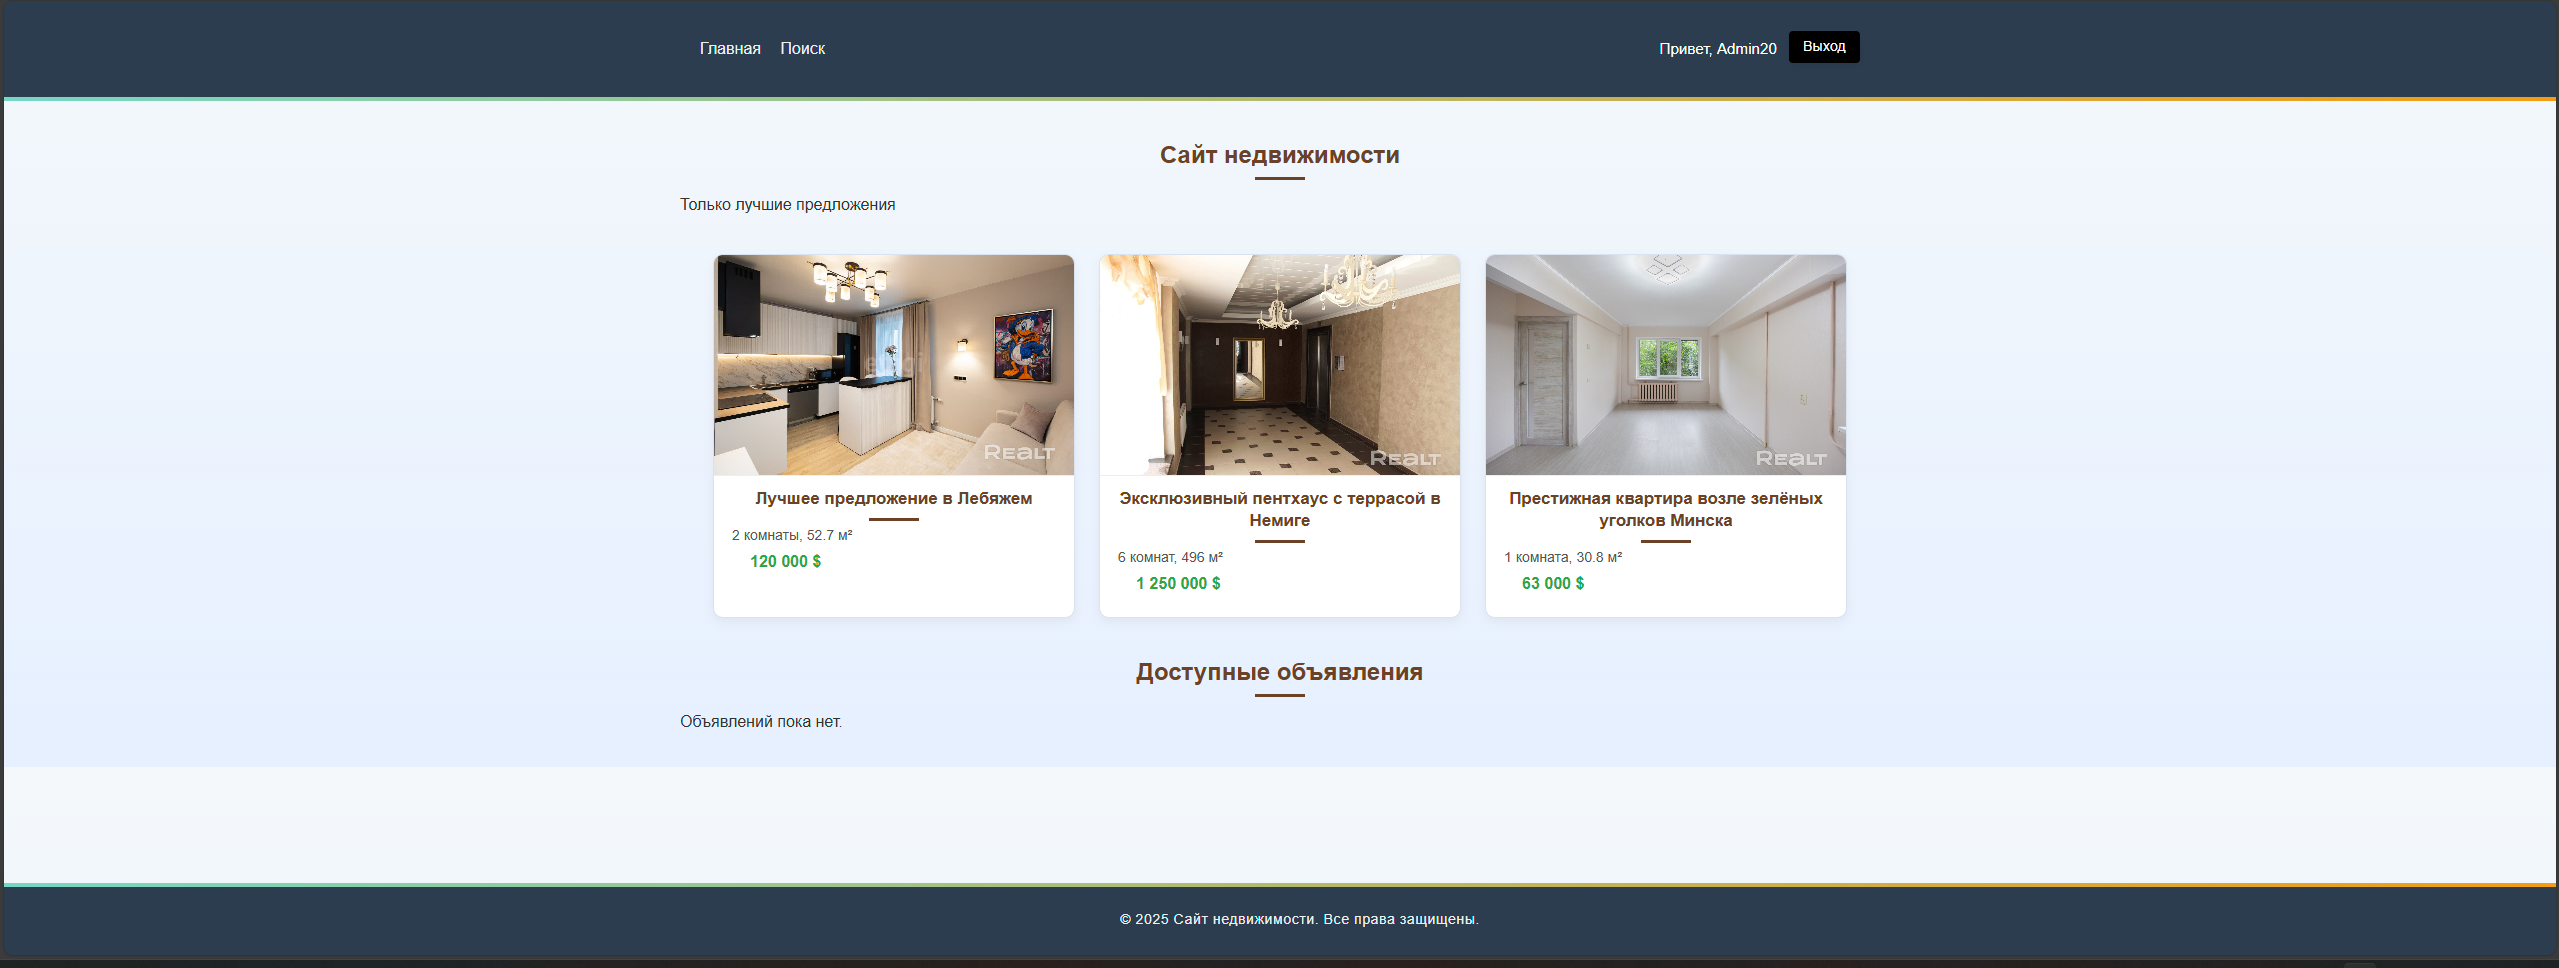 Главная Поиск Привет, Admin20 Выход
Сайт недвижимости
Только лучшие предложения
REALT
REALT
REALT
Лучшее предложение в Лебяжем
2 комнаты, 52.7 м²
120 000 $
Эксклюзивный пентхаус с террасой в
Немиге
6 комнат, 496 м²
1 250 000 $
Престижная квартира возле зелёных
уголков Минска
1 комната, 30.8 м²
63 000 $
Доступные объявления
Объявлений пока нет.
© 2025 Сайт недвижимости. Все права защищены.